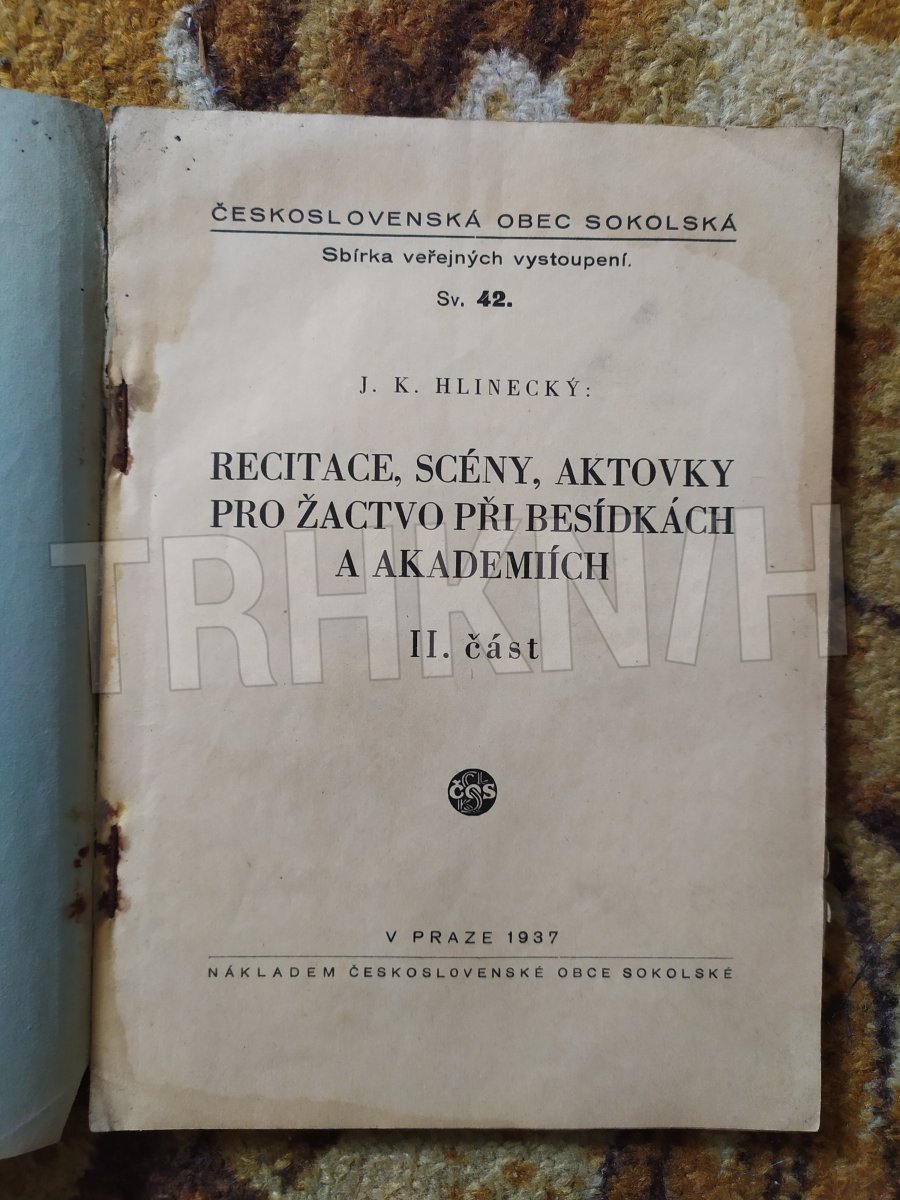 ČESKOSLOVENSKÁ OBEC SOKOLSKÁ
Sbírka veřejných vystoupení.
Sv. 42.
J. K. HLINECKÝ:
RECITACE, SCÉNY, AKTOVKY
PRO ŽACTVO PŘI BESÍDKÁCH
A AKADEMIÍCH
TRHKNIH
II. část
ČOS
V PRAZE 1937
NÁKLADEM ČESKOSLOVENSKÉ OBCE SOKOLSKÉ